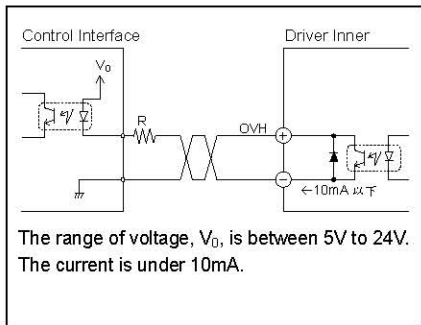 Control Interface
Driver Inner
V₀
R
OVH
+
−
←10mA 以下
The range of voltage, V₀, is between 5V to 24V.
The current is under 10mA.